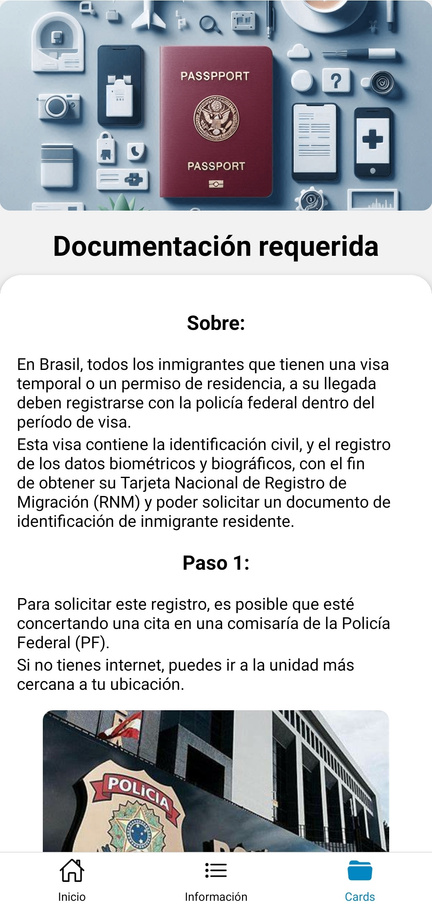 PASSPPORT
PASSPORT
?
Documentación requerida
Sobre:
En Brasil, todos los inmigrantes que tienen una visa
temporal o un permiso de residencia, a su llegada
deben registrarse con la policía federal dentro del
período de visa.
Esta visa contiene la identificación civil, y el registro
de los datos biométricos y biográficos, con el fin
de obtener su Tarjeta Nacional de Registro de
Migración (RNM) y poder solicitar un documento de
identificación de inmigrante residente.
Paso 1:
Para solicitar este registro, es posible que esté
concertando una cita en una comisaría de la Policía
Federal (PF).
Si no tienes internet, puedes ir a la unidad más
cercana a tu ubicación.
POLÍCIA
Inicio
Información
Cards